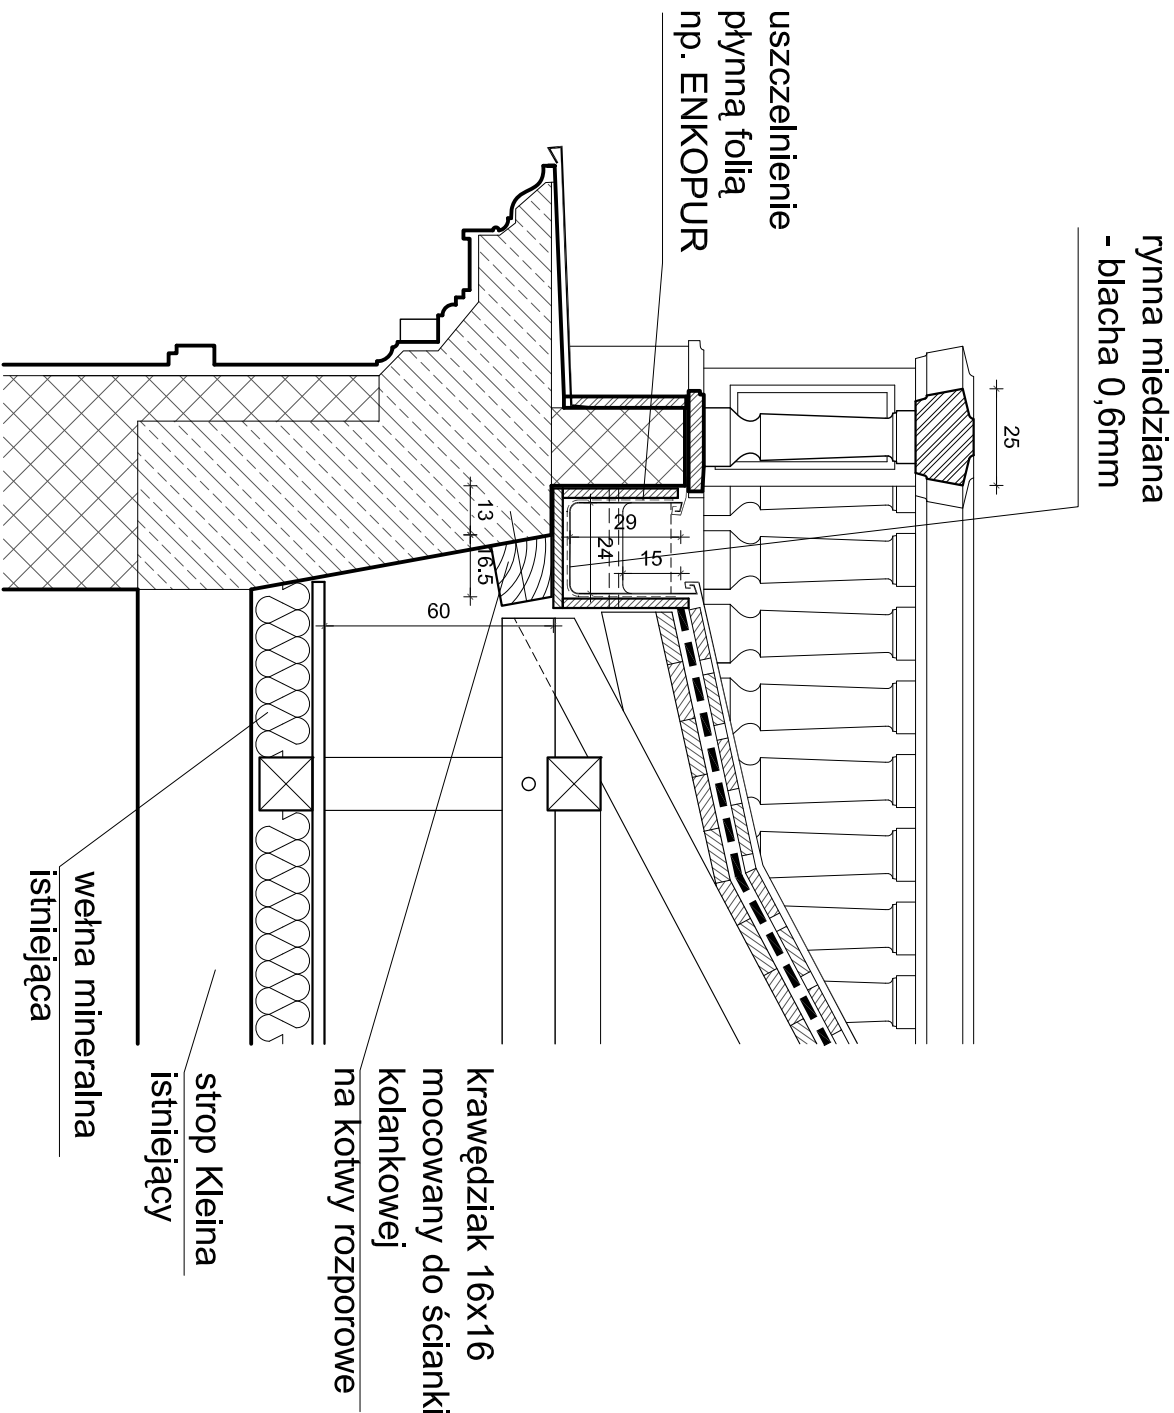 rynna miedziana
- blacha 0,6mm
uszczelnienie
płynną folią
np. ENKOPUR
25
29
24
15
13
16.5
60
krawędziak 16x16
mocowany do ścianki
kolankowej
na kotwy rozporowe
strop Kleina
istniejący
wełna mineralna
istniejąca